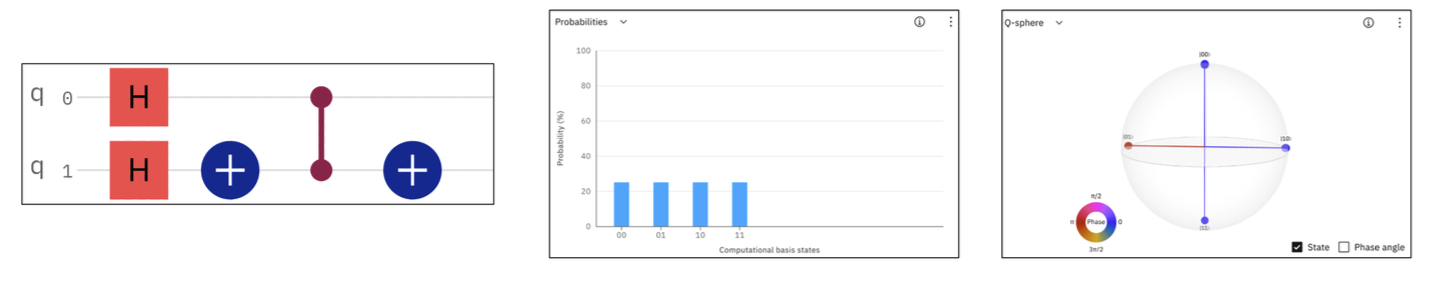 q 0 H
q 1 H
Probabilities
100
80
60
40
20
0
Probability (%)
00 01 10 11
Computational basis states
Q-sphere
|00⟩
|01⟩
|10⟩
|11⟩
π/2
π Phase 0
3π/2
State Phase angle